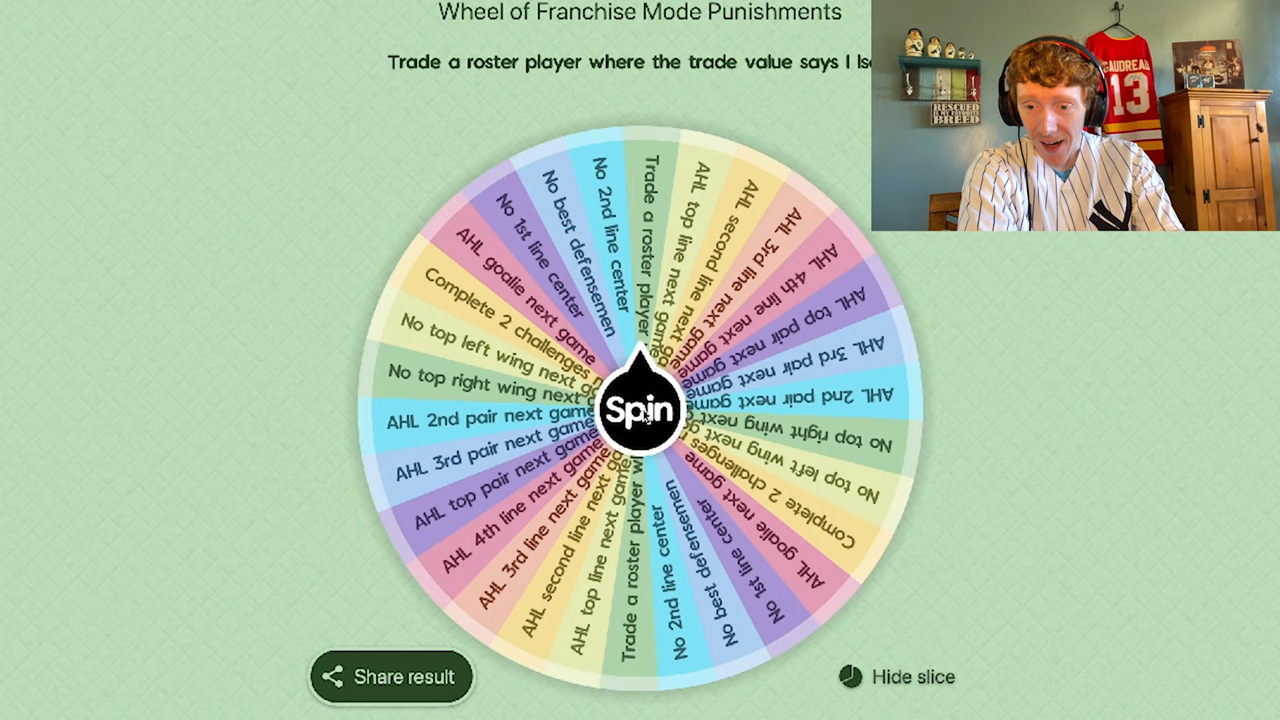 Wheel of Franchise Mode Punishments
Trade a roster player where the trade value says I
GAUDREAU
13
RESCUED
IS MY FAVORITE
BREED
Trade a roster player
AHL top line next game
AHL second line next
AHL 3rd line next game
AHL 4th line next game
AHL top pair next game
AHL 3rd pair next game
AHL 2nd pair next game
No top right wing next
No top left wing next
Complete 2 challenges
AHL goalie next game
No 1st line center
No best defensemen
No 2nd line center
Trade a roster player
AHL top line next game
AHL second line next
AHL 3rd line next game
AHL 4th line next game
AHL top pair next game
AHL 3rd pair next game
AHL 2nd pair next game
No top right wing next
No top left wing next
Complete 2 challenges
AHL goalie next game
No 1st line center
No best defensemen
No 2nd line center
Spin
Share result
Hide slice